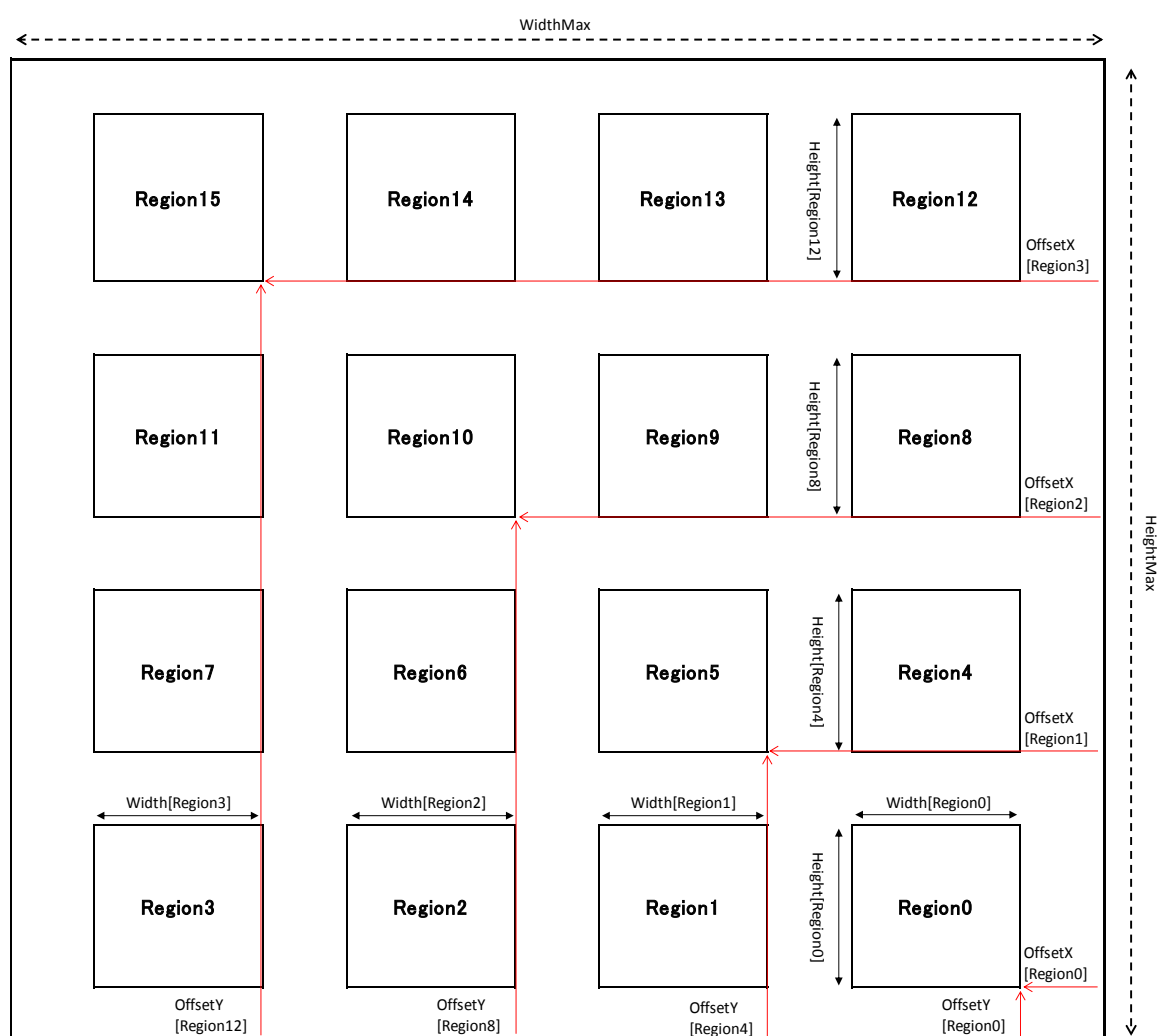 WidthMax
Region15
Region14
Region13
Height[Region12]
Region12
OffsetX
[Region3]
Region11
Region10
Region9
Height[Region8]
Region8
OffsetX
[Region2]
HeightMax
Region7
Region6
Region5
Height[Region4]
Region4
OffsetX
[Region1]
Width[Region3]
Width[Region2]
Width[Region1]
Width[Region0]
Region3
Region2
Region1
Height[Region0]
Region0
OffsetX
[Region0]
OffsetY
[Region12]
OffsetY
[Region8]
OffsetY
[Region4]
OffsetY
[Region0]